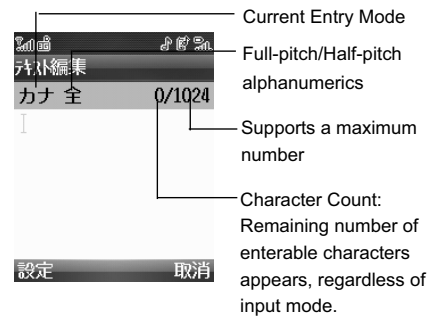 Current Entry Mode
Full-pitch/Half-pitch
alphanumerics
ﾃｷｽﾄ編集
カナ 全 0/1024
Supports a maximum
number
Character Count:
Remaining number of
enterable characters
appears, regardless of
input mode.
設定 取消